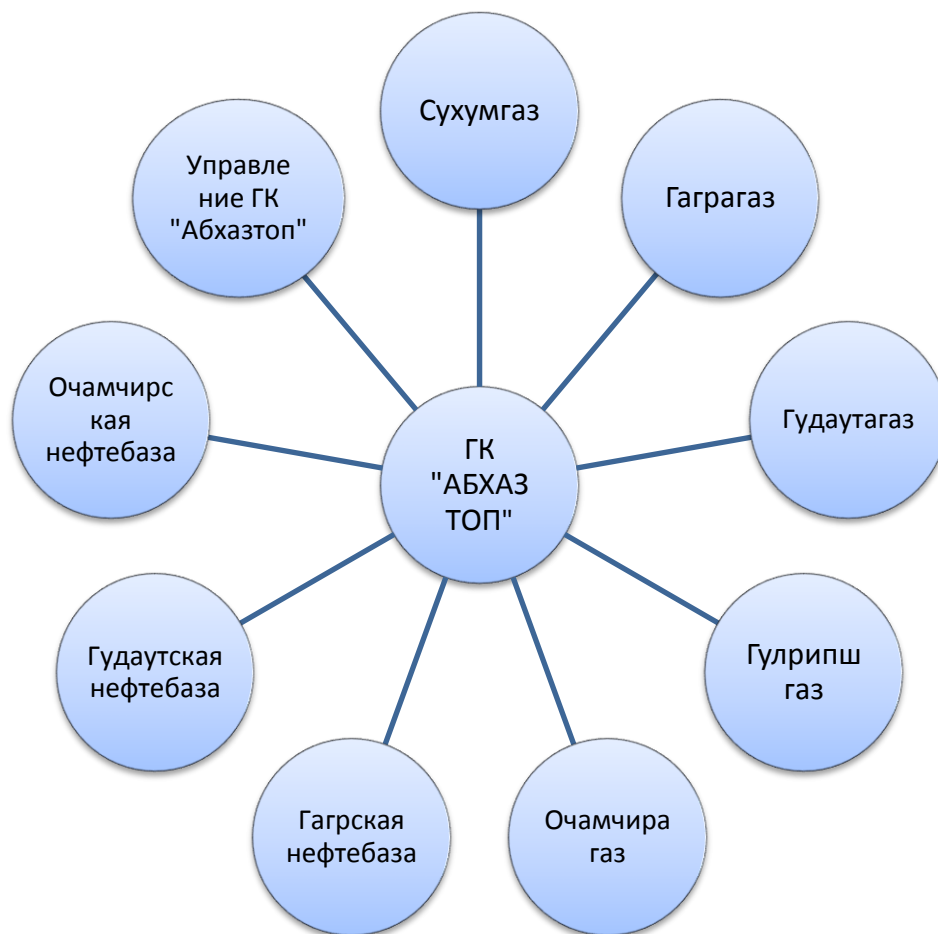 Сухумгаз
Гаграгаз
Гудаутагаз
Гулрипш
газ
Очамчира
газ
Гагрская
нефтебаза
Гудаутская
нефтебаза
Очамчирс
кая
нефтебаза
Управле
ние ГК
"Абхазтоп"
ГК
"АБХАЗ
ТОП"